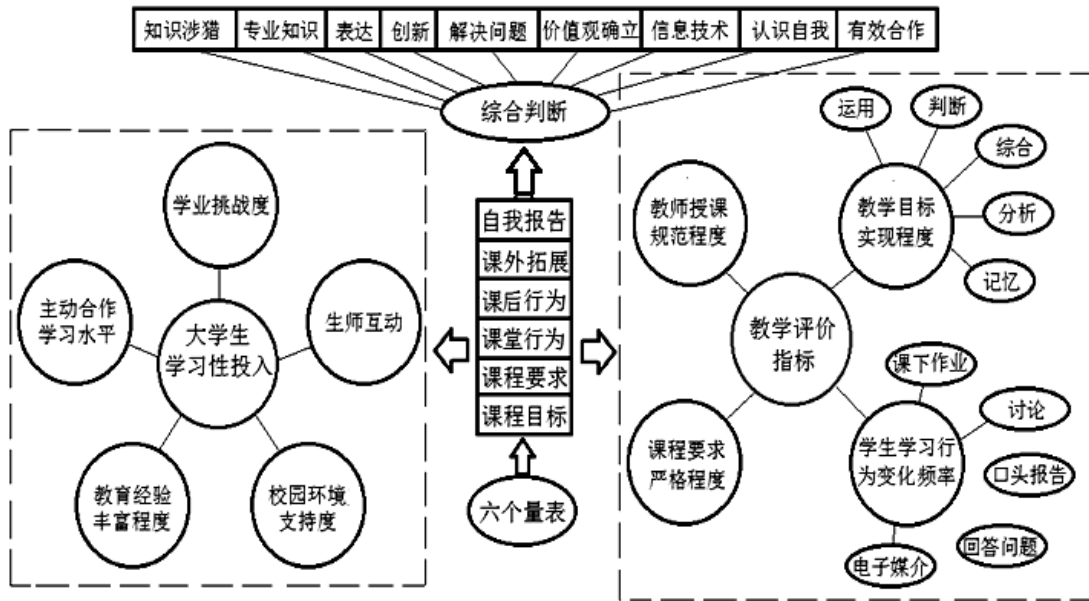 知识涉猎 专业知识 表达 创新 解决问题 价值观确立 信息技术 认识自我 有效合作
综合判断
学业挑战度
主动合作
学习水平
大学生
学习性投入
生师互动
教育经验
丰富程度
校园环境
支持度
自我报告
课外拓展
课后行为
课堂行为
课程要求
课程目标
六个量表
运用
判断
综合
分析
记忆
教师授课
规范程度
教学目标
实现程度
教学评价
指标
课程要求
严格程度
学生学习行
为变化频率
课下作业
讨论
口头报告
回答问题
电子媒介